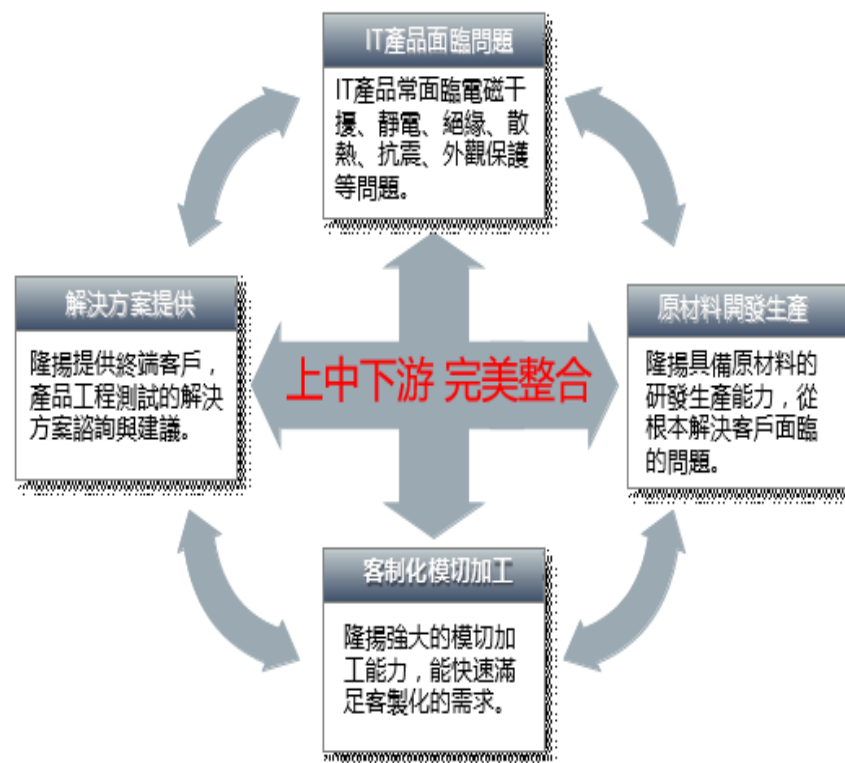 IT產品面臨問題
IT產品常面臨電磁干
擾、靜電、絕緣、散
熱、抗震、外觀保護
等問題。
解決方案提供
隆揚提供終端客戶，
產品工程測試的解決
方案諮詢與建議。
上中下游 完美整合
原材料開發生產
隆揚具備原材料的
研發生產能力，從
根本解決客戶面臨
的問題。
客制化模切加工
隆揚強大的模切加
工能力，能快速滿
足客製化的需求。